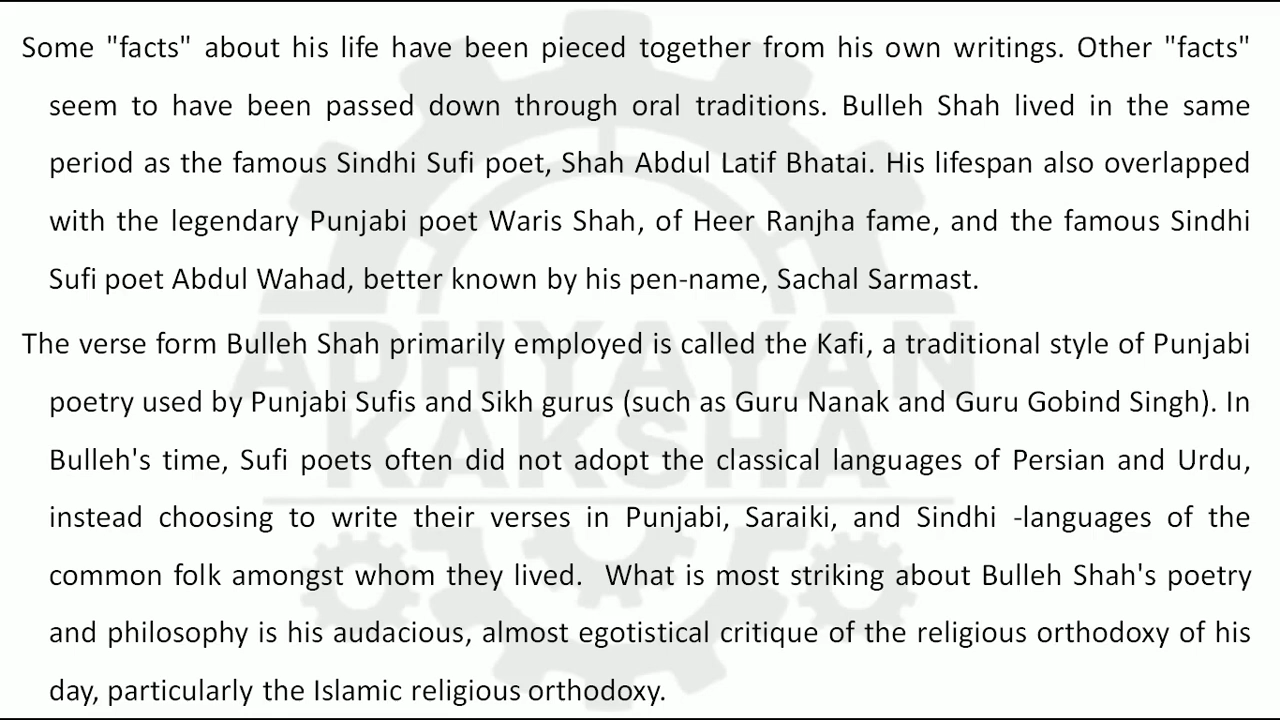 Some "facts" about his life have been pieced together from his own writings. Other "facts"
seem to have been passed down through oral traditions. Bulleh Shah lived in the same
period as the famous Sindhi Sufi poet, Shah Abdul Latif Bhatai. His lifespan also overlapped
with the legendary Punjabi poet Waris Shah, of Heer Ranjha fame, and the famous Sindhi
Sufi poet Abdul Wahad, better known by his pen-name, Sachal Sarmast.
The verse form Bulleh Shah primarily employed is called the Kafi, a traditional style of Punjabi
poetry used by Punjabi Sufis and Sikh gurus (such as Guru Nanak and Guru Gobind Singh). In
Bulleh's time, Sufi poets often did not adopt the classical languages of Persian and Urdu,
instead choosing to write their verses in Punjabi, Saraiki, and Sindhi -languages of the
common folk amongst whom they lived.  What is most striking about Bulleh Shah's poetry
and philosophy is his audacious, almost egotistical critique of the religious orthodoxy of his
day, particularly the Islamic religious orthodoxy.
ADHYAYAN
KAKSHA